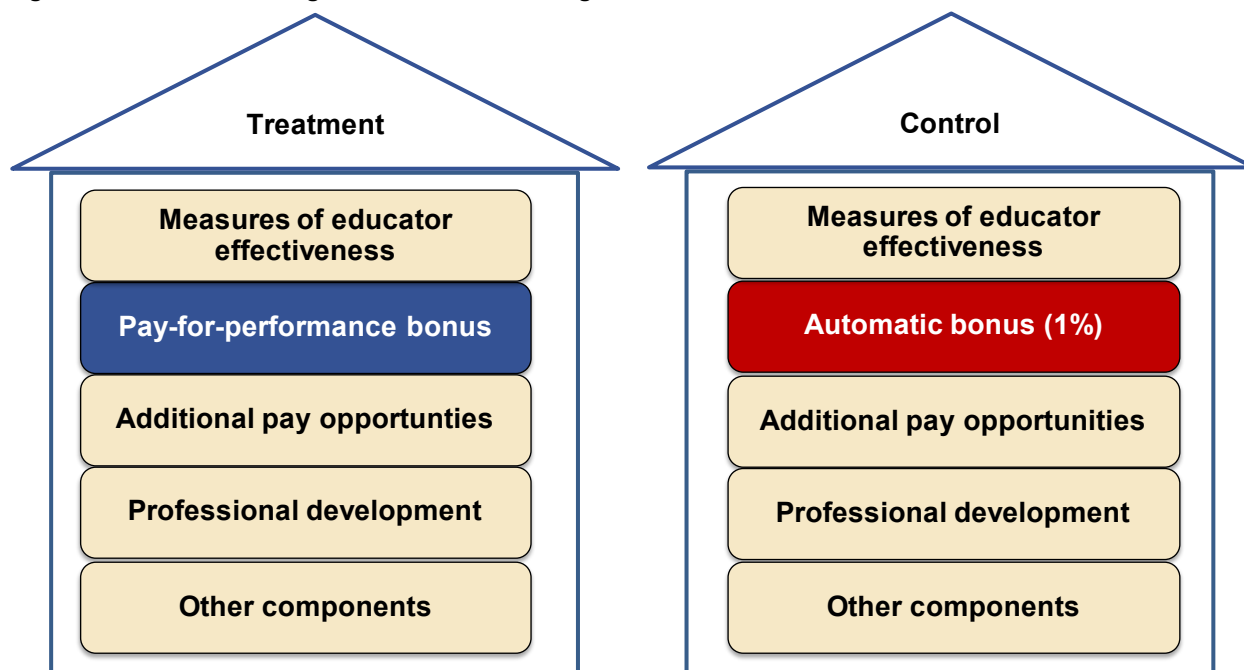 Treatment
Measures of educator
effectiveness
Pay-for-performance bonus
Additional pay opportunties
Professional development
Other components
Control
Measures of educator
effectiveness
Automatic bonus (1%)
Additional pay opportunities
Professional development
Other components